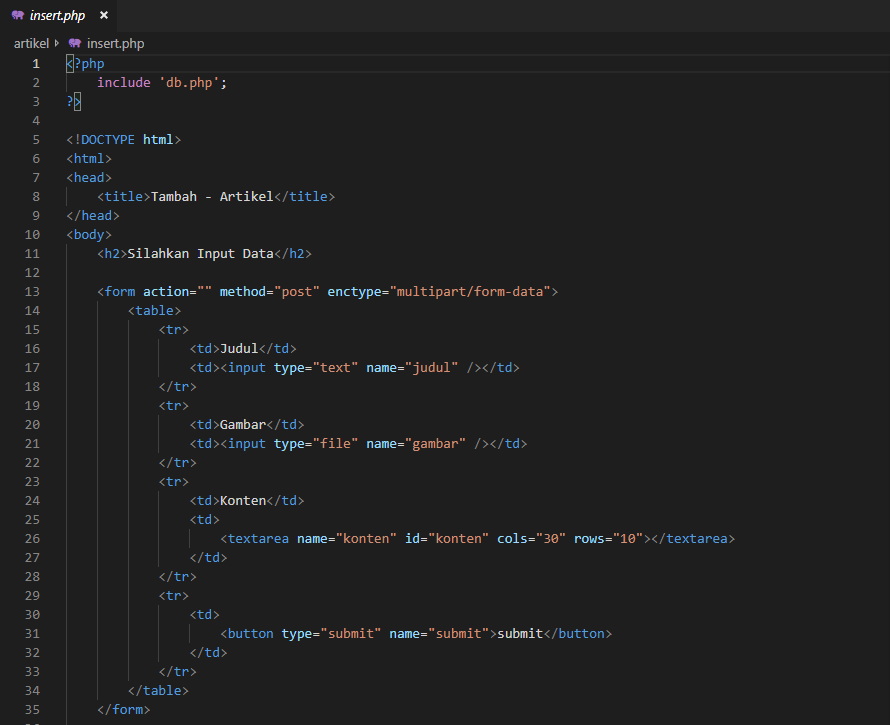 insert.php ×
artikel insert.php
1 <?php
2     include 'db.php';
3 ?>
4
5 <!DOCTYPE html>
6 <html>
7 <head>
8     <title>Tambah - Artikel</title>
9 </head>
10 <body>
11     <h2>Silahkan Input Data</h2>
12
13     <form action="" method="post" enctype="multipart/form-data">
14         <table>
15             <tr>
16                 <td>Judul</td>
17                 <td><input type="text" name="judul" /></td>
18             </tr>
19             <tr>
20                 <td>Gambar</td>
21                 <td><input type="file" name="gambar" /></td>
22             </tr>
23             <tr>
24                 <td>Konten</td>
25                 <td>
26                     <textarea name="konten" id="konten" cols="30" rows="10"></textarea>
27                 </td>
28             </tr>
29             <tr>
30                 <td>
31                     <button type="submit" name="submit">submit</button>
32                 </td>
33             </tr>
34         </table>
35     </form>